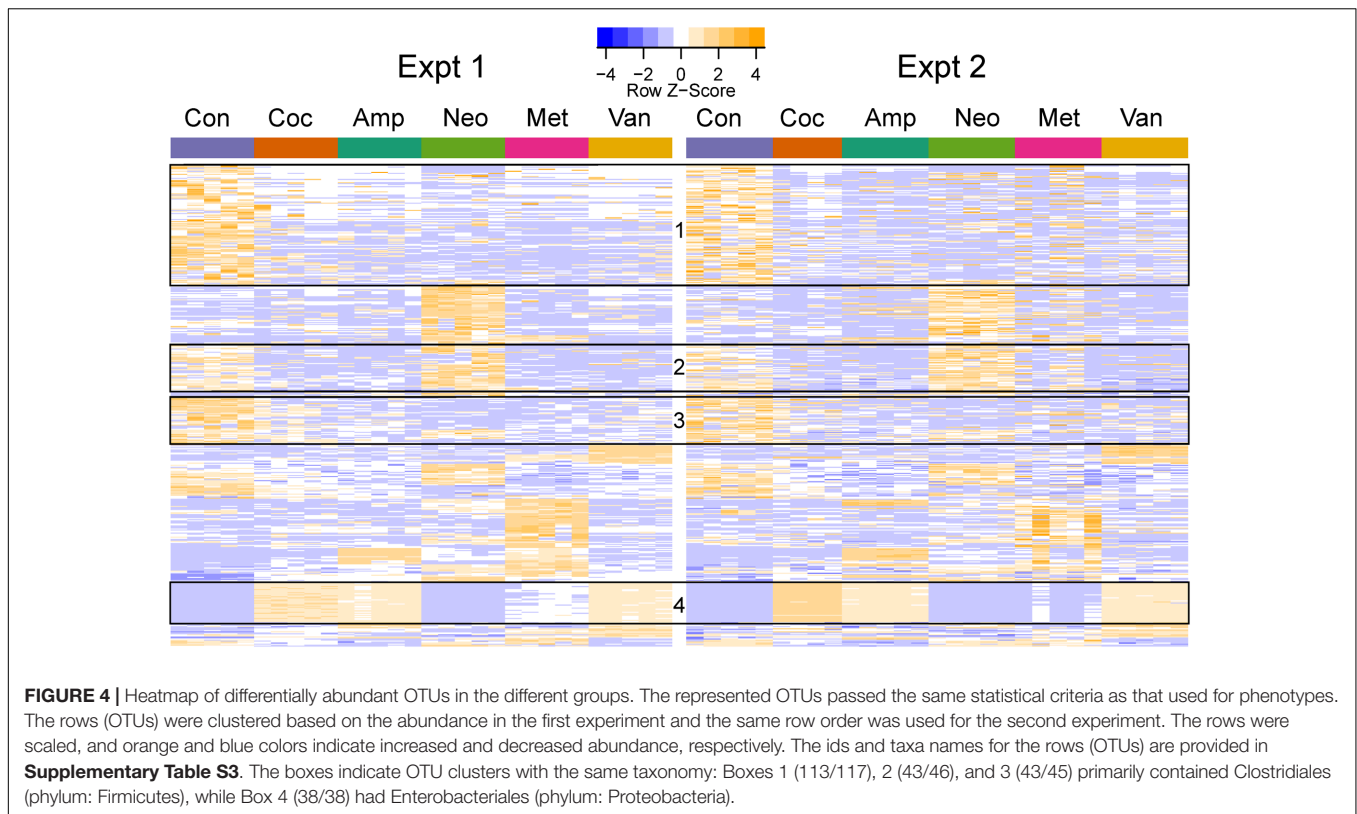 Expt 1
Expt 2
−4 −2 0 2 4
Row Z−Score
Con Coc Amp Neo Met Van Con Coc Amp Neo Met Van
1
2
3
4
FIGURE 4 | Heatmap of differentially abundant OTUs in the different groups. The represented OTUs passed the same statistical criteria as that used for phenotypes.
The rows (OTUs) were clustered based on the abundance in the first experiment and the same row order was used for the second experiment. The rows were
scaled, and orange and blue colors indicate increased and decreased abundance, respectively. The ids and taxa names for the rows (OTUs) are provided in
Supplementary Table S3. The boxes indicate OTU clusters with the same taxonomy: Boxes 1 (113/117), 2 (43/46), and 3 (43/45) primarily contained Clostridiales
(phylum: Firmicutes), while Box 4 (38/38) had Enterobacteriales (phylum: Proteobacteria).